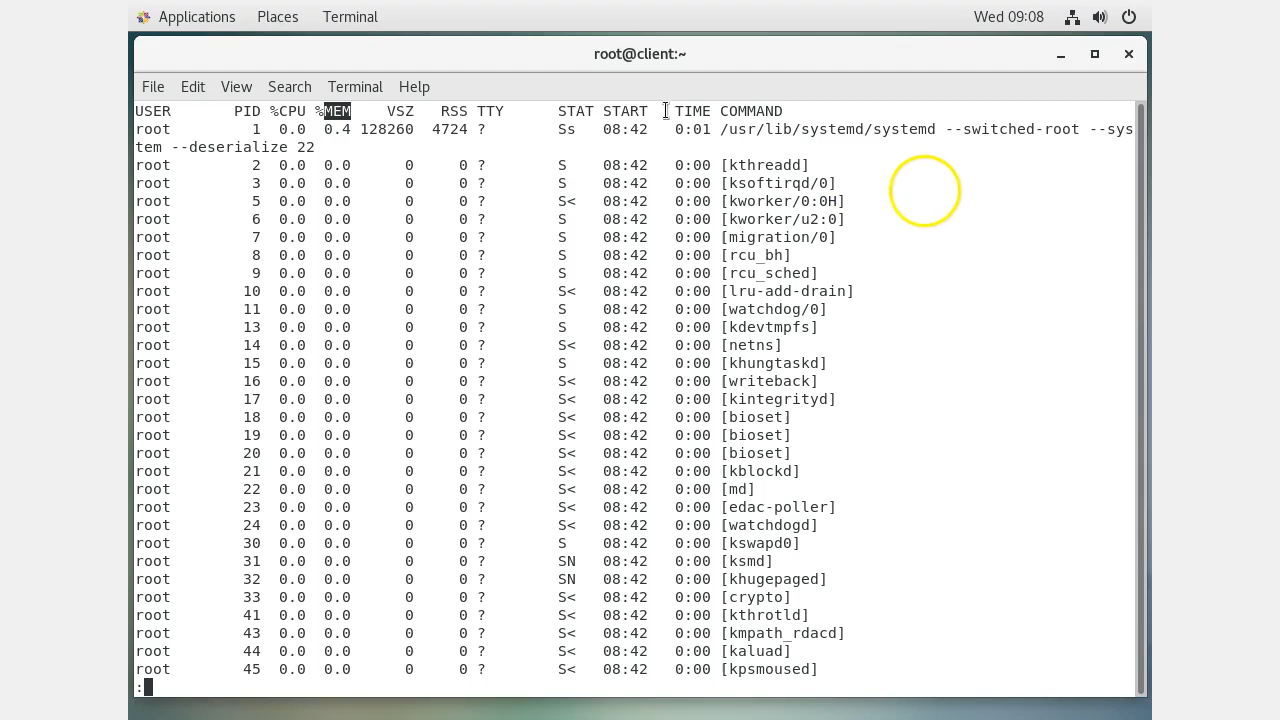 Applications Places Terminal Wed 09:08
root@client:~
File Edit View Search Terminal Help
USER PID %CPU %MEM VSZ RSS TTY STAT START TIME COMMAND
root 1 0.0 0.4 128260 4724 ? Ss 08:42 0:01 /usr/lib/systemd/systemd --switched-root --sys
tem --deserialize 22
root 2 0.0 0.0 0 0 ? S 08:42 0:00 [kthreadd]
root 3 0.0 0.0 0 0 ? S 08:42 0:00 [ksoftirqd/0]
root 5 0.0 0.0 0 0 ? S< 08:42 0:00 [kworker/0:0H]
root 6 0.0 0.0 0 0 ? S 08:42 0:00 [kworker/u2:0]
root 7 0.0 0.0 0 0 ? S 08:42 0:00 [migration/0]
root 8 0.0 0.0 0 0 ? S 08:42 0:00 [rcu_bh]
root 9 0.0 0.0 0 0 ? S 08:42 0:00 [rcu_sched]
root 10 0.0 0.0 0 0 ? S< 08:42 0:00 [lru-add-drain]
root 11 0.0 0.0 0 0 ? S 08:42 0:00 [watchdog/0]
root 13 0.0 0.0 0 0 ? S 08:42 0:00 [kdevtmpfs]
root 14 0.0 0.0 0 0 ? S< 08:42 0:00 [netns]
root 15 0.0 0.0 0 0 ? S 08:42 0:00 [khungtaskd]
root 16 0.0 0.0 0 0 ? S< 08:42 0:00 [writeback]
root 17 0.0 0.0 0 0 ? S< 08:42 0:00 [kintegrityd]
root 18 0.0 0.0 0 0 ? S< 08:42 0:00 [bioset]
root 19 0.0 0.0 0 0 ? S< 08:42 0:00 [bioset]
root 20 0.0 0.0 0 0 ? S< 08:42 0:00 [bioset]
root 21 0.0 0.0 0 0 ? S< 08:42 0:00 [kblockd]
root 22 0.0 0.0 0 0 ? S< 08:42 0:00 [md]
root 23 0.0 0.0 0 0 ? S< 08:42 0:00 [edac-poller]
root 24 0.0 0.0 0 0 ? S< 08:42 0:00 [watchdogd]
root 30 0.0 0.0 0 0 ? S 08:42 0:00 [kswapd0]
root 31 0.0 0.0 0 0 ? SN 08:42 0:00 [ksmd]
root 32 0.0 0.0 0 0 ? SN 08:42 0:00 [khugepaged]
root 33 0.0 0.0 0 0 ? S< 08:42 0:00 [crypto]
root 41 0.0 0.0 0 0 ? S< 08:42 0:00 [kthrotld]
root 43 0.0 0.0 0 0 ? S< 08:42 0:00 [kmpath_rdacd]
root 44 0.0 0.0 0 0 ? S< 08:42 0:00 [kaluad]
root 45 0.0 0.0 0 0 ? S< 08:42 0:00 [kpsmoused]
: